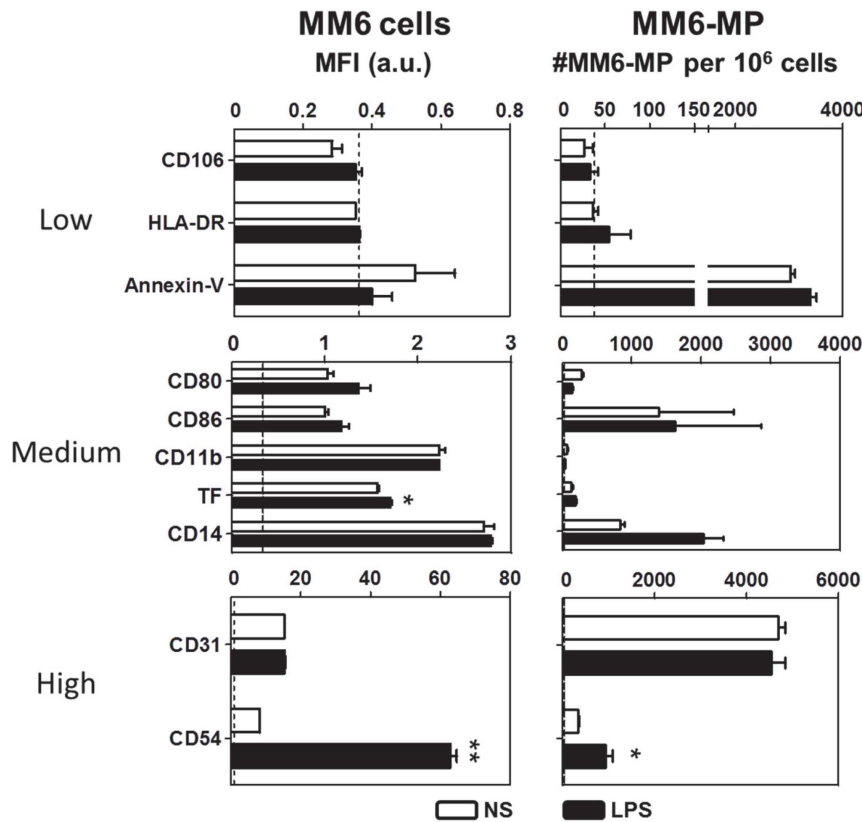 MM6 cells MM6-MP
MFI (a.u.) #MM6-MP per 10⁶ cells
0 0.2 0.4 0.6 0.8 0 50 100 150 2000 4000
CD106
Low HLA-DR
Annexin-V
0 1 2 3 0 1000 2000 3000 4000
CD80
CD86
Medium CD11b
TF *
CD14
0 20 40 60 80 0 2000 4000 6000
CD31
High
CD54 ** *
NS LPS